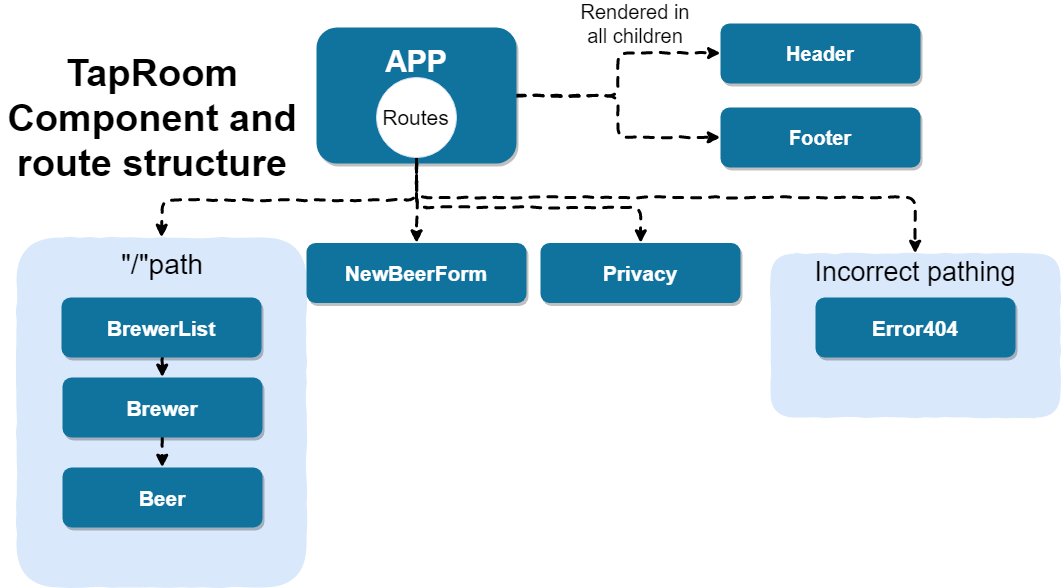 TapRoom
Component and
route structure
APP
Routes
Rendered in
all children
Header
Footer
"/"path
BrewerList
Brewer
Beer
NewBeerForm
Privacy
Incorrect pathing
Error404